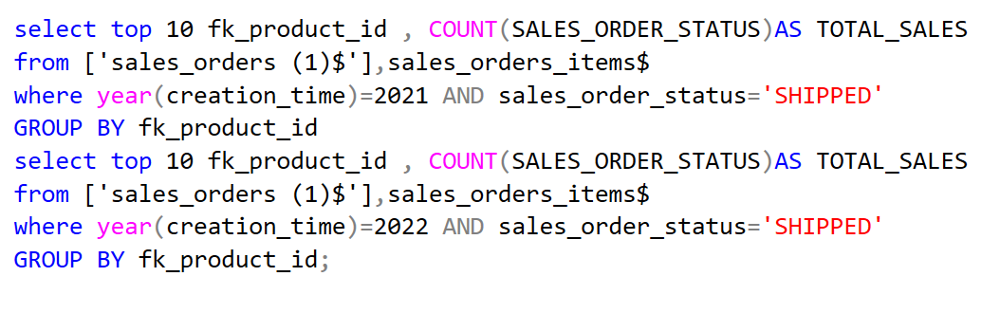 select top 10 fk_product_id , COUNT(SALES_ORDER_STATUS)AS TOTAL_SALES
from ['sales_orders (1)$'],sales_orders_items$
where year(creation_time)=2021 AND sales_order_status='SHIPPED'
GROUP BY fk_product_id
select top 10 fk_product_id , COUNT(SALES_ORDER_STATUS)AS TOTAL_SALES
from ['sales_orders (1)$'],sales_orders_items$
where year(creation_time)=2022 AND sales_order_status='SHIPPED'
GROUP BY fk_product_id;